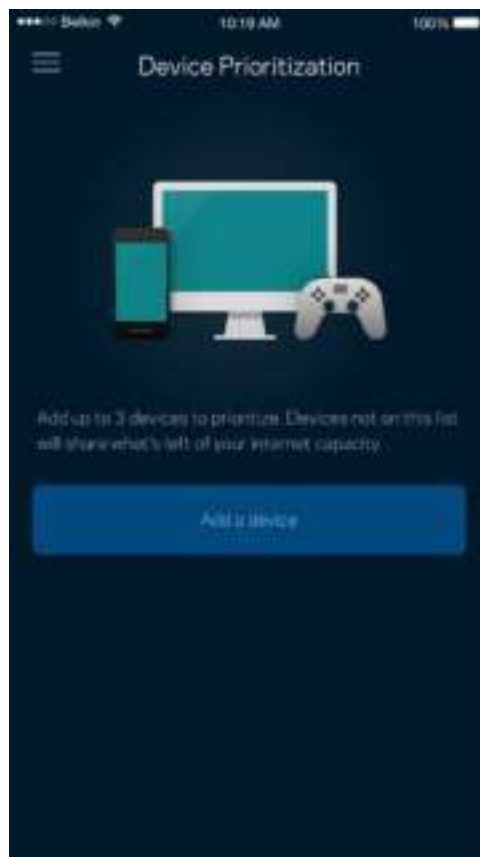 Belkin 10:19 AM 100%
Device Prioritization
Add up to 3 devices to prioritize. Devices not on this list
will share what's left of your internet capacity.
Add a device